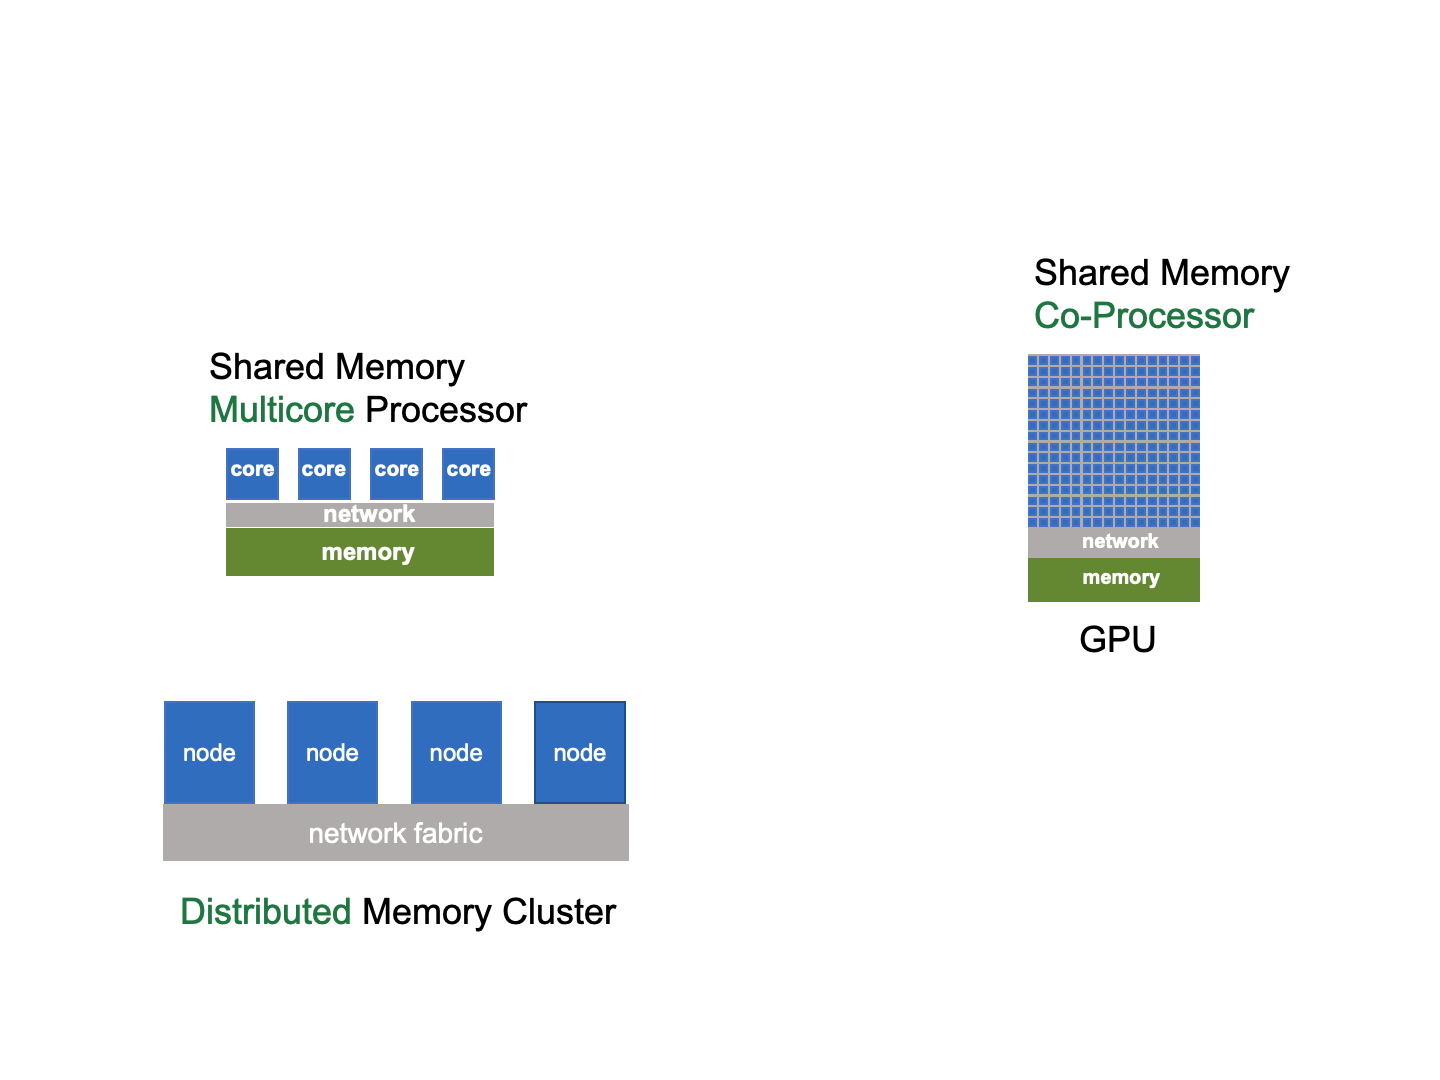 Shared Memory
Multicore Processor
core core core core
network
memory
node node node node
network fabric
Distributed Memory Cluster
Shared Memory
Co-Processor
network
memory
GPU